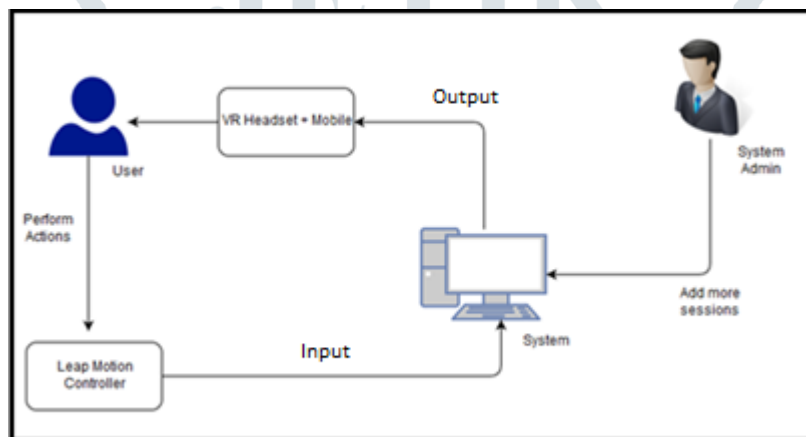 Output
VR Headset + Mobile
User
System
Admin
Perform
Actions
Add more
sessions
System
Input
Leap Motion
Controller